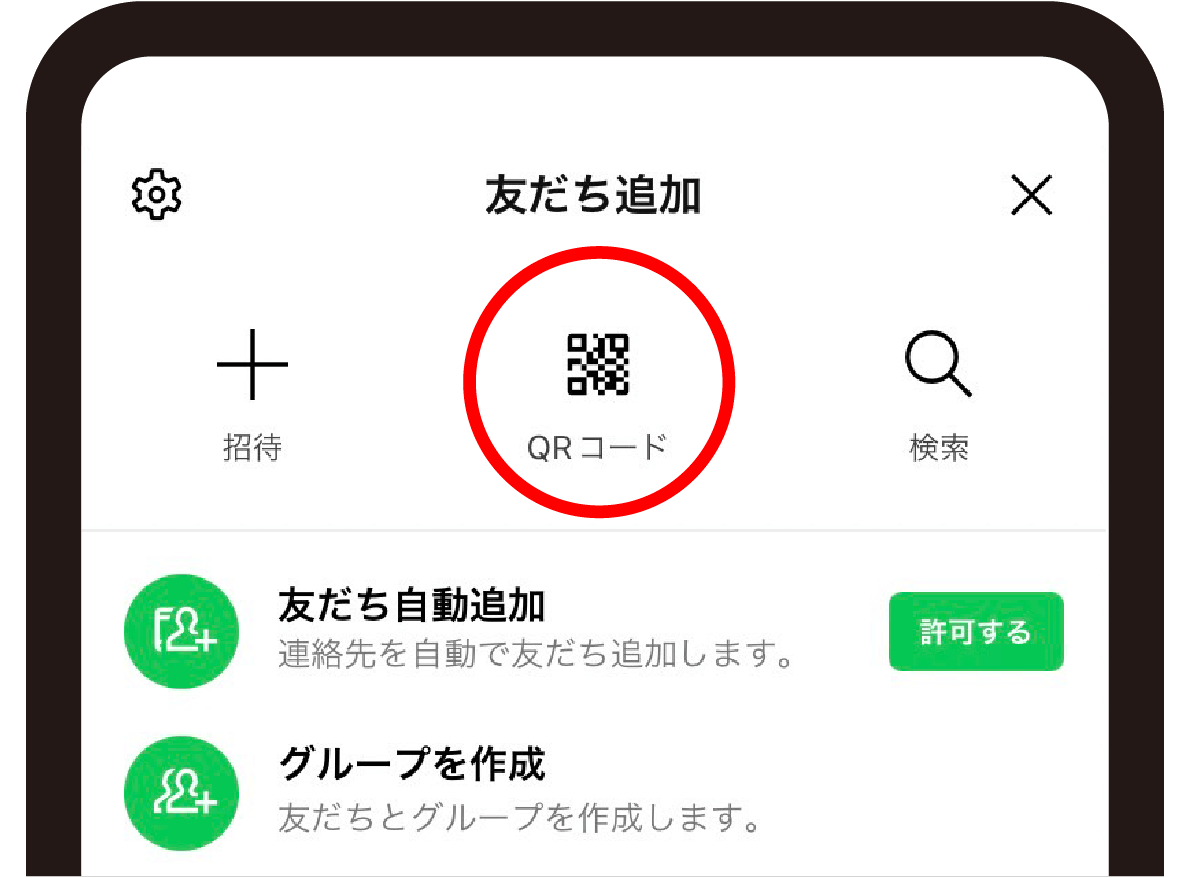 友だち追加
招待
QRコード
検索
友だち自動追加
連絡先を自動で友だち追加します。
許可する
グループを作成
友だちとグループを作成します。